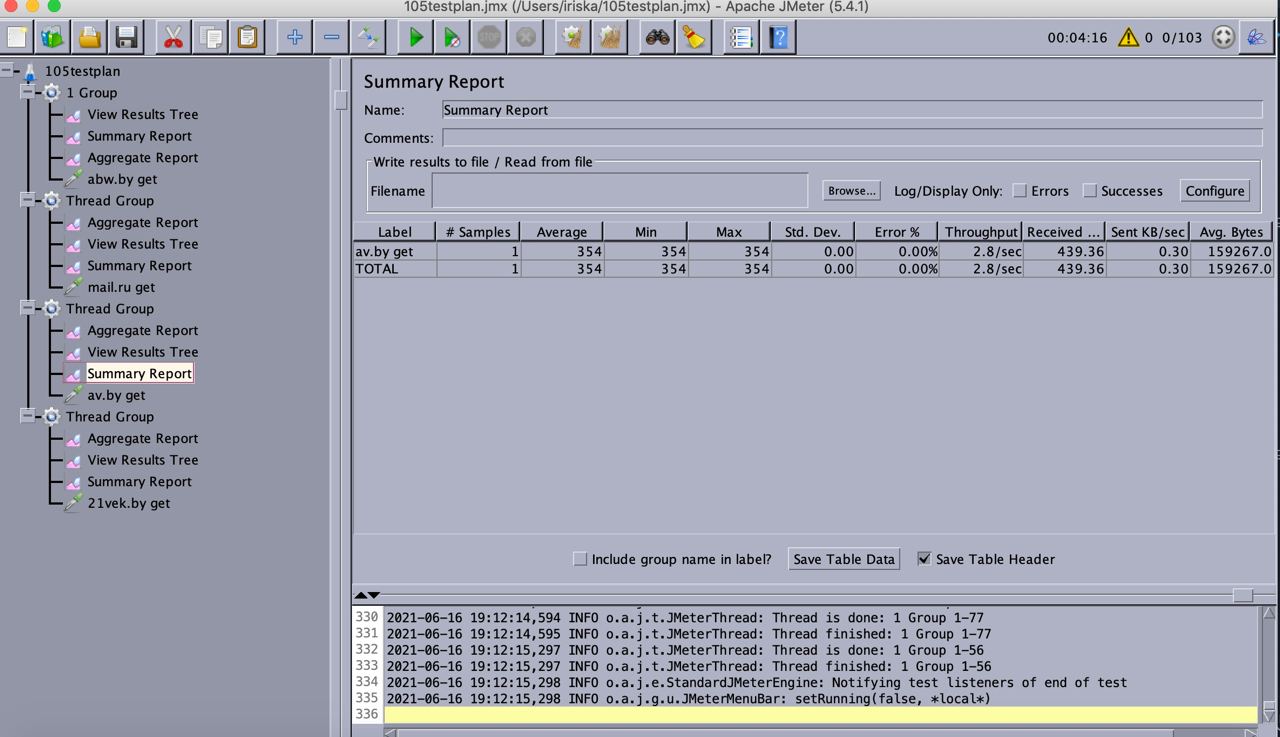 105testplan.jmx (/Users/iriska/105testplan.jmx) - Apache JMeter (5.4.1)
STOP
00:04:16 0 0/103
105testplan
1 Group
View Results Tree
Summary Report
Aggregate Report
abw.by get
Thread Group
Aggregate Report
View Results Tree
Summary Report
mail.ru get
Thread Group
Aggregate Report
View Results Tree
Summary Report
av.by get
Thread Group
Aggregate Report
View Results Tree
Summary Report
21vek.by get
Summary Report
Name: Summary Report
Comments:
Write results to file / Read from file
Filename Browse... Log/Display Only: Errors Successes Configure
Label # Samples Average Min Max Std. Dev. Error % Throughput Received ... Sent KB/sec Avg. Bytes
av.by get 1 354 354 354 0.00 0.00% 2.8/sec 439.36 0.30 159267.0
TOTAL 1 354 354 354 0.00 0.00% 2.8/sec 439.36 0.30 159267.0
Include group name in label? Save Table Data Save Table Header
330 2021-06-16 19:12:14,594 INFO o.a.j.t.JMeterThread: Thread is done: 1 Group 1-77
331 2021-06-16 19:12:14,595 INFO o.a.j.t.JMeterThread: Thread finished: 1 Group 1-77
332 2021-06-16 19:12:15,297 INFO o.a.j.t.JMeterThread: Thread is done: 1 Group 1-56
333 2021-06-16 19:12:15,297 INFO o.a.j.t.JMeterThread: Thread finished: 1 Group 1-56
334 2021-06-16 19:12:15,298 INFO o.a.j.e.StandardJMeterEngine: Notifying test listeners of end of test
335 2021-06-16 19:12:15,298 INFO o.a.j.g.u.JMeterMenuBar: setRunning(false, *local*)
336